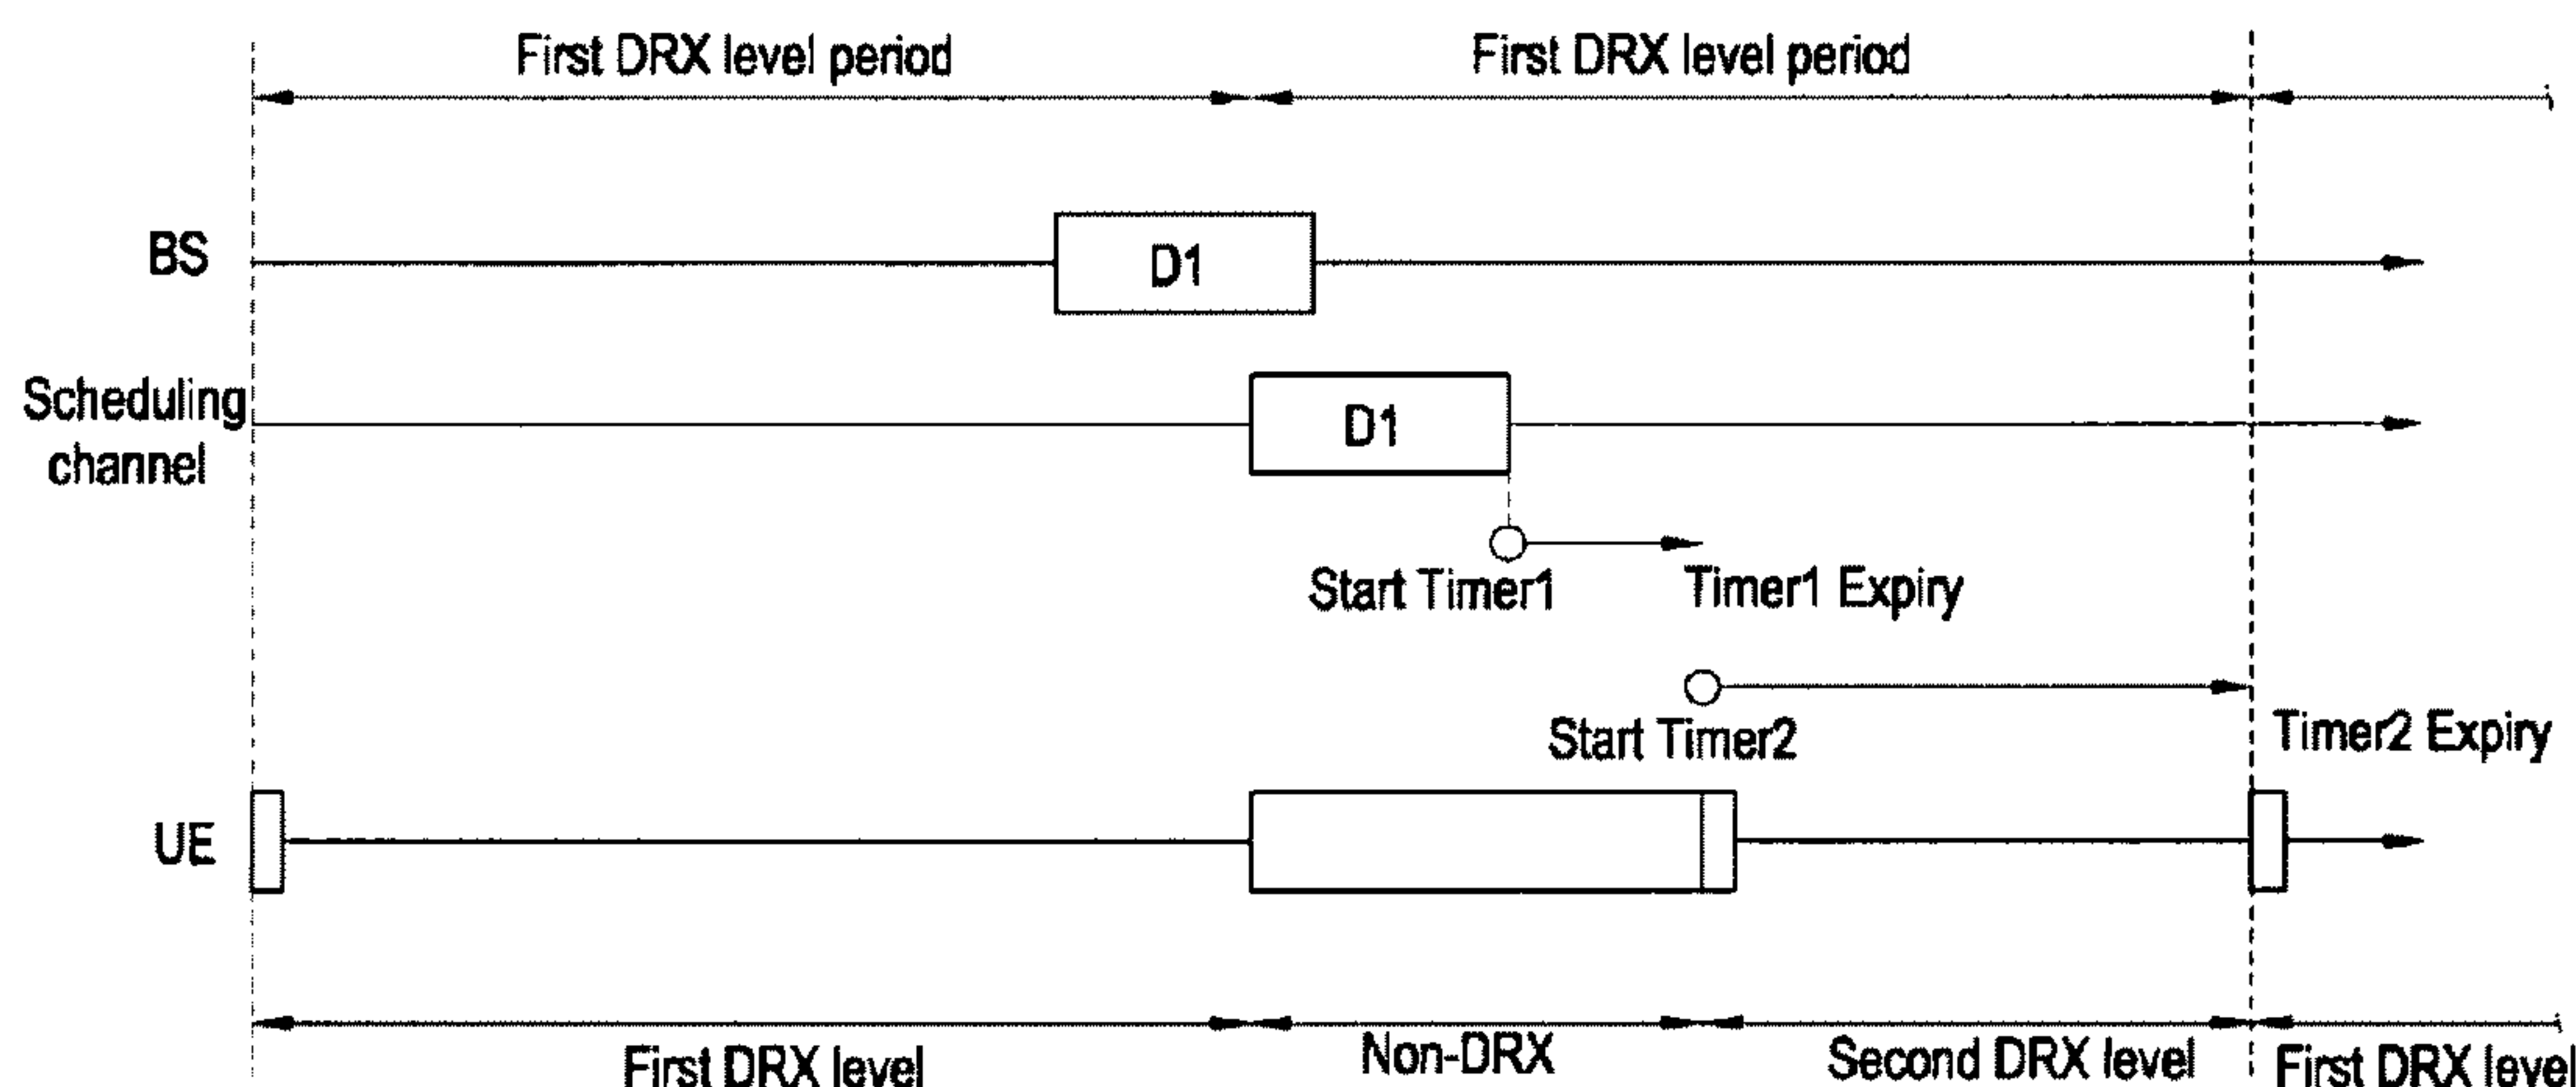 First DRX level period
First DRX level period
BS
D1
Scheduling
channel
D1
Start Timer1
Timer1 Expiry
Start Timer2
Timer2 Expiry
UE
First DRX level
Non-DRX
Second DRX level
First DRX level